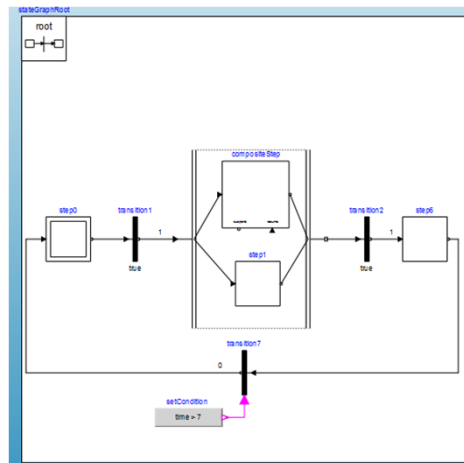 stateGraphRoot
root
compositeStep
step0
transition1
transition2
step6
1
1
true
step1
true
transition7
0
setCondition
time > 7